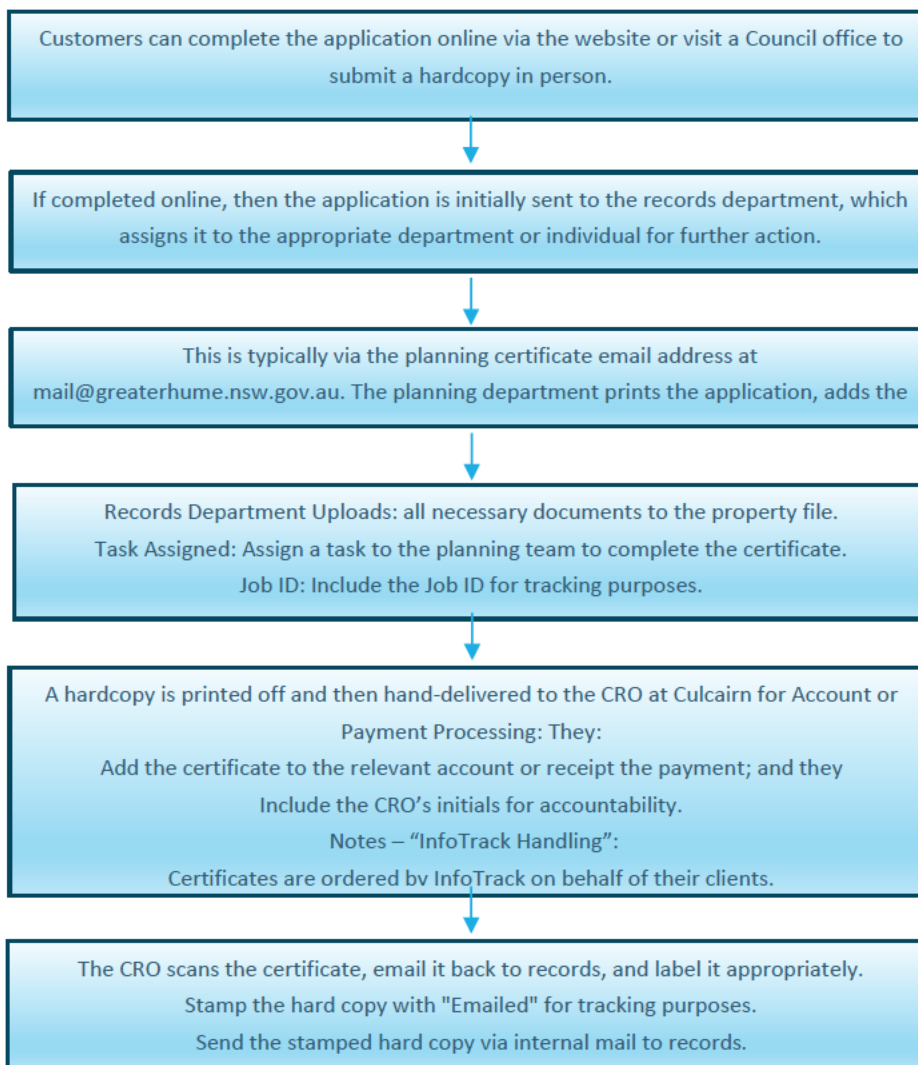 Customers can complete the application online via the website or visit a Council office to
submit a hardcopy in person.
If completed online, then the application is initially sent to the records department, which
assigns it to the appropriate department or individual for further action.
This is typically via the planning certificate email address at
mail@greaterhume.nsw.gov.au. The planning department prints the application, adds the
Records Department Uploads: all necessary documents to the property file.
Task Assigned: Assign a task to the planning team to complete the certificate.
Job ID: Include the Job ID for tracking purposes.
A hardcopy is printed off and then hand-delivered to the CRO at Culcairn for Account or
Payment Processing: They:
Add the certificate to the relevant account or receipt the payment; and they
Include the CRO’s initials for accountability.
Notes – “InfoTrack Handling”:
Certificates are ordered by InfoTrack on behalf of their clients.
The CRO scans the certificate, email it back to records, and label it appropriately.
Stamp the hard copy with "Emailed" for tracking purposes.
Send the stamped hard copy via internal mail to records.